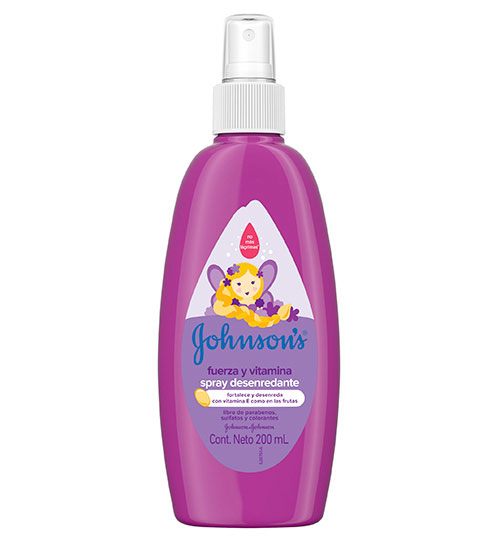 no
más
lágrimas
Johnson's®
fuerza y vitamina
spray desenredante
fortalece y desenreda
con vitamina E como en las frutas
libre de parabenos,
sulfatos y colorantes
Johnson & Johnson
Cont. Neto 200 mL.